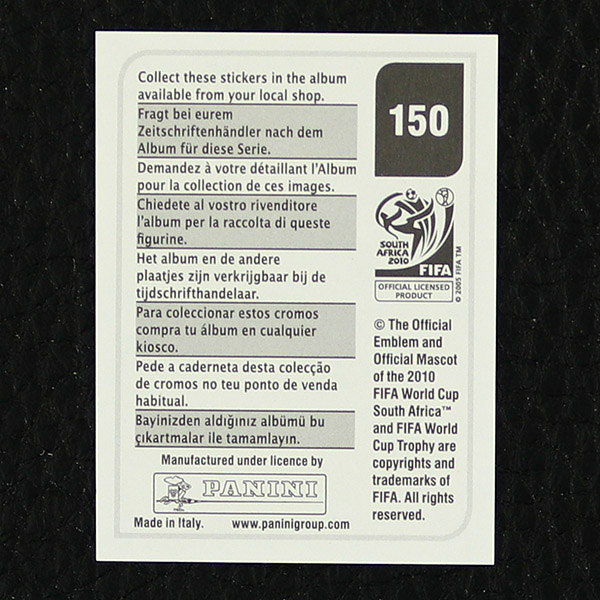 Collect these stickers in the album
available from your local shop.
Fragt bei eurem
Zeitschriftenhändler nach dem
Album für diese Serie.
Demandez à votre détaillant l'Album
pour la collection de ces images.
Chiedete al vostro rivenditore
l'album per la raccolta di queste
figurine.
Het album en de andere
plaatjes zijn verkrijgbaar bij de
tijdschrifthandelaar.
Para coleccionar estos cromos
compra tu álbum en cualquier
kiosco.
Pede a caderneta desta colecção
de cromos no teu ponto de venda
habitual.
Bayinizden aldığınız albümü bu
çıkartmalar ile tamamlayın.
Manufactured under licence by
PANINI
Made in Italy. www.paninigroup.com
150
SOUTH
AFRICA
2010
FIFA
© 2005 FIFA TM
OFFICIAL LICENSED
PRODUCT
© The Official
Emblem and
Official Mascot
of the 2010
FIFA World Cup
South Africa™
and FIFA World
Cup Trophy are
copyrights and
trademarks of
FIFA. All rights
reserved.